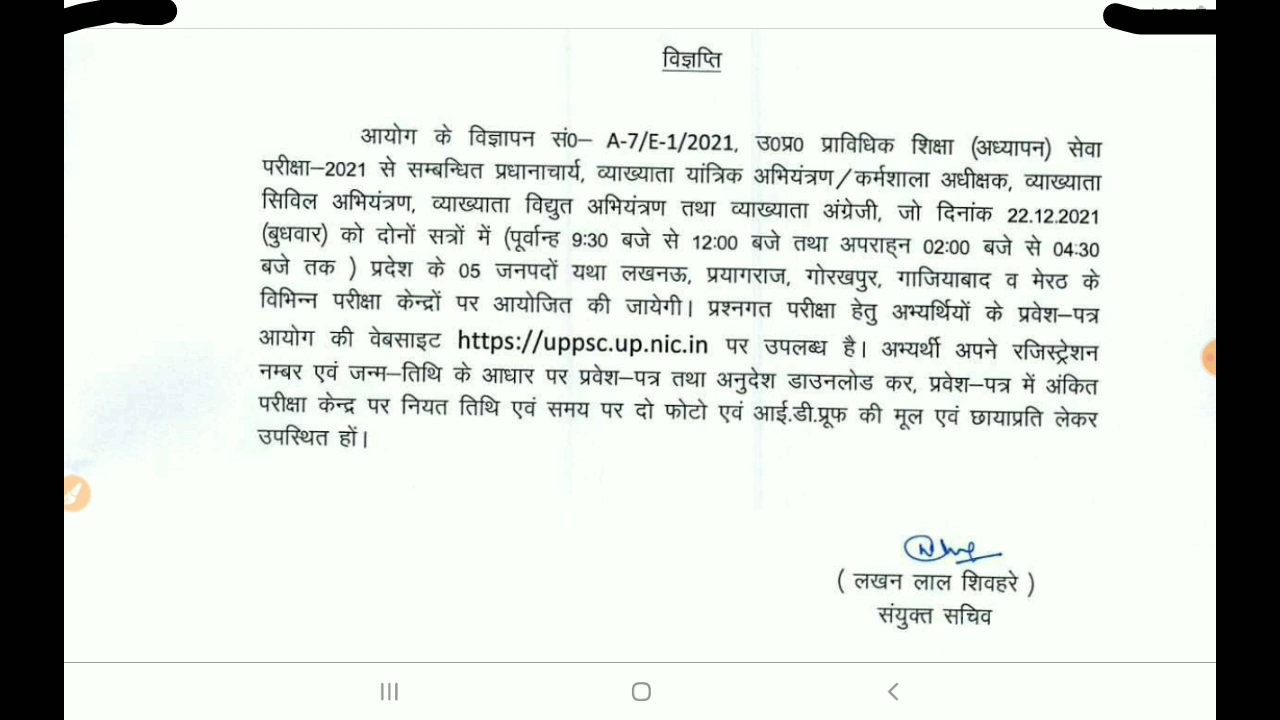 विज्ञप्ति
आयोग के विज्ञापन सं0– A-7/E-1/2021, उ0प्र0 प्राविधिक शिक्षा (अध्यापन) सेवा
परीक्षा–2021 से सम्बन्धित प्रधानाचार्य, व्याख्याता यांत्रिक अभियंत्रण/कर्मशाला अधीक्षक, व्याख्याता
सिविल अभियंत्रण, व्याख्याता विद्युत अभियंत्रण तथा व्याख्याता अंग्रेजी, जो दिनांक 22.12.2021
(बुधवार) को दोनों सत्रों में (पूर्वान्ह 9:30 बजे से 12:00 बजे तथा अपराह्न 02:00 बजे से 04:30
बजे तक ) प्रदेश के 05 जनपदों यथा लखनऊ, प्रयागराज, गोरखपुर, गाजियाबाद व मेरठ के
विभिन्न परीक्षा केन्द्रों पर आयोजित की जायेगी। प्रश्नगत परीक्षा हेतु अभ्यर्थियों के प्रवेश–पत्र
आयोग की वेबसाइट https://uppsc.up.nic.in पर उपलब्ध है। अभ्यर्थी अपने रजिस्ट्रेशन
नम्बर एवं जन्म–तिथि के आधार पर प्रवेश–पत्र तथा अनुदेश डाउनलोड कर, प्रवेश–पत्र में अंकित
परीक्षा केन्द्र पर नियत तिथि एवं समय पर दो फोटो एवं आई.डी.प्रूफ की मूल एवं छायाप्रति लेकर
उपस्थित हों।
( लखन लाल शिवहरे )
संयुक्त सचिव